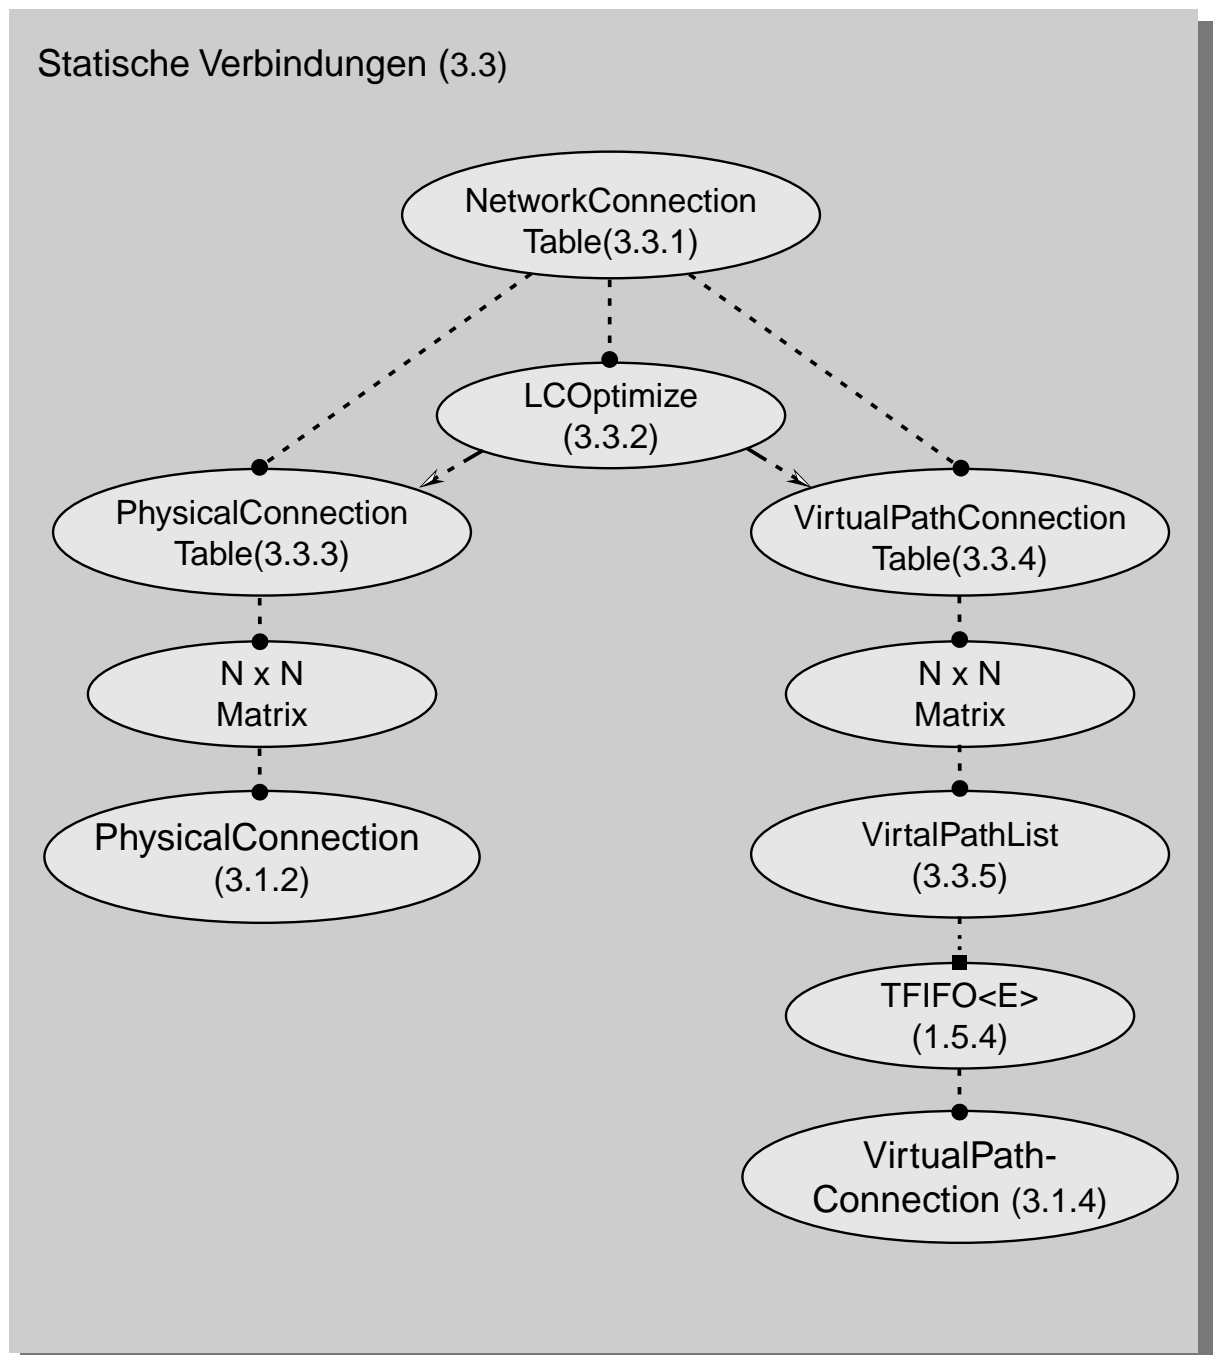 Statische Verbindungen (3.3)
NetworkConnection
Table(3.3.1)
LCOptimize
(3.3.2)
PhysicalConnection
Table(3.3.3)
VirtualPathConnection
Table(3.3.4)
N x N
Matrix
N x N
Matrix
PhysicalConnection
(3.1.2)
VirtalPathList
(3.3.5)
TFIFO<E>
(1.5.4)
VirtualPath-
Connection (3.1.4)